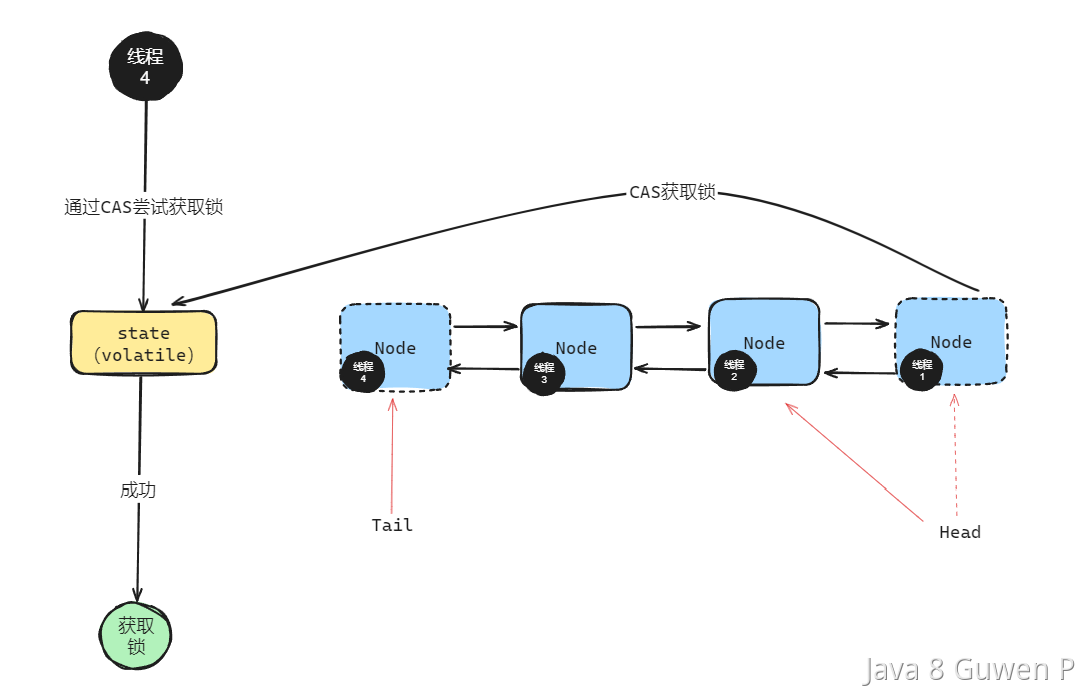 线程
4
通过CAS尝试获取锁
CAS获取锁
state
（volatile）
Node
线程
4
Node
线程
3
Node
线程
2
Node
线程
1
成功
Tail
Head
获取
锁
Java 8 Guwen P